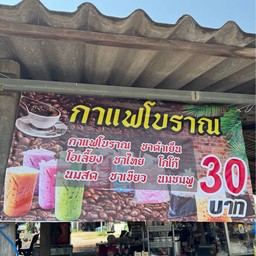 กาแฟโบราณ
กาแฟโบราณ ชาดำเย็น
โอเลี้ยง ชาไทย โกโก้
นมสด ชาเขียว นมชมพู
30
บาท